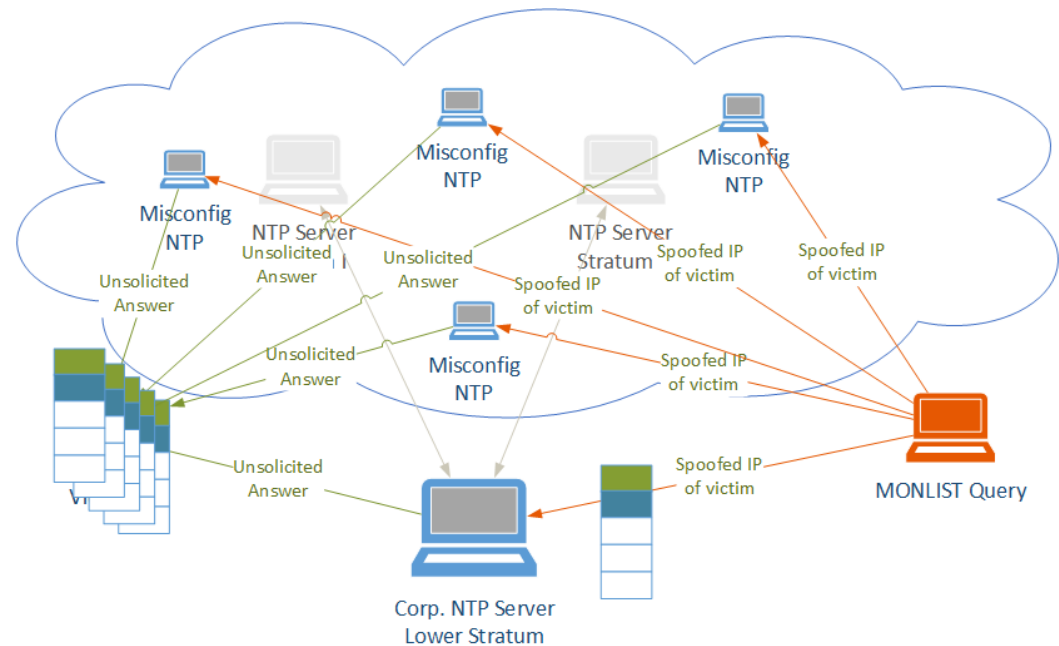 Misconfig
NTP
Misconfig
NTP
Misconfig
NTP
NTP Server
NTP Server
Stratum
Unsolicited
Answer
Unsolicited
Answer
Unsolicited
Answer
Spoofed IP
of victim
Spoofed IP
of victim
Spoofed IP
of victim
Unsolicited
Answer
Misconfig
NTP
Spoofed IP
of victim
Unsolicited
Answer
Spoofed IP
of victim
MONLIST Query
Corp. NTP Server
Lower Stratum